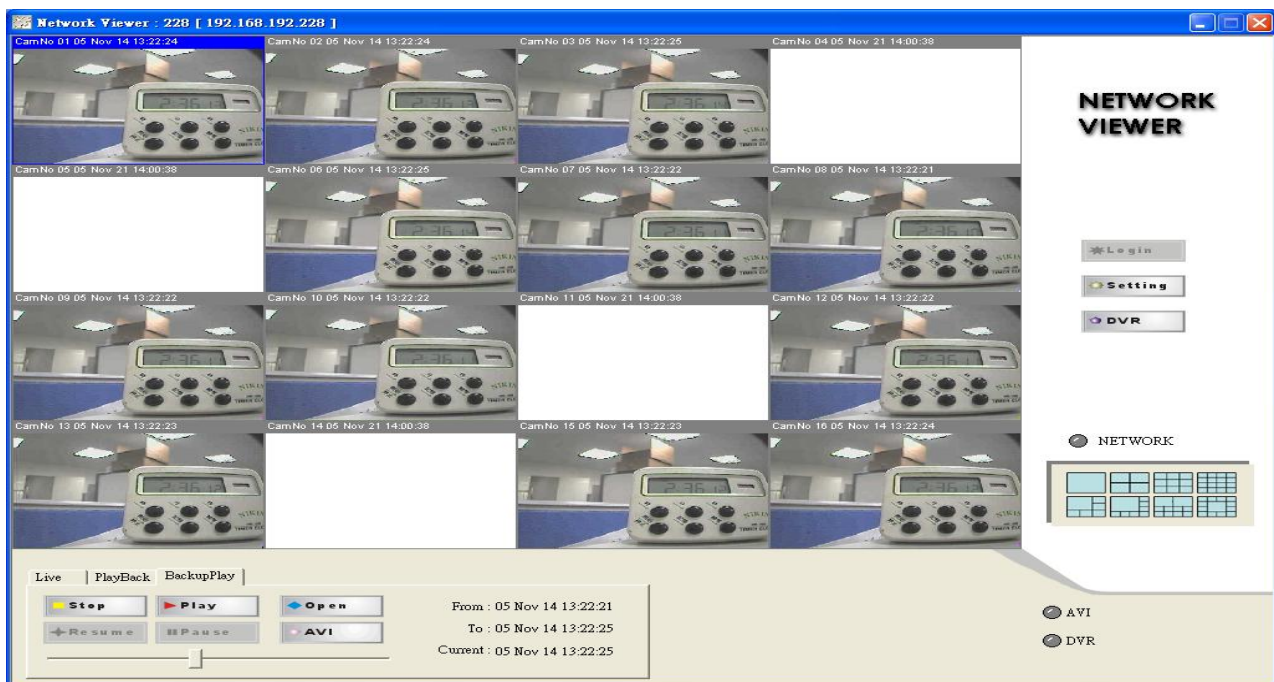 Network Viewer : 228 [ 192.168.192.228 ]
CamNo 01 05 Nov 14 13:22:24
CamNo 02 05 Nov 14 13:22:24
CamNo 03 05 Nov 14 13:22:25
CamNo 04 05 Nov 21 14:00:38
CamNo 05 05 Nov 21 14:00:38
CamNo 06 05 Nov 14 13:22:25
CamNo 07 05 Nov 14 13:22:22
CamNo 08 05 Nov 14 13:22:21
CamNo 09 05 Nov 14 13:22:22
CamNo 10 05 Nov 14 13:22:22
CamNo 11 05 Nov 21 14:00:38
CamNo 12 05 Nov 14 13:22:22
CamNo 13 05 Nov 14 13:22:23
CamNo 14 05 Nov 21 14:00:38
CamNo 15 05 Nov 14 13:22:23
CamNo 16 05 Nov 14 13:22:24
NETWORK
VIEWER
Login
Setting
DVR
NETWORK
Live PlayBack BackupPlay
Stop Play Open
Resume Pause AVI
From : 05 Nov 14 13:22:21
To : 05 Nov 14 13:22:25
Current : 05 Nov 14 13:22:25
AVI
DVR